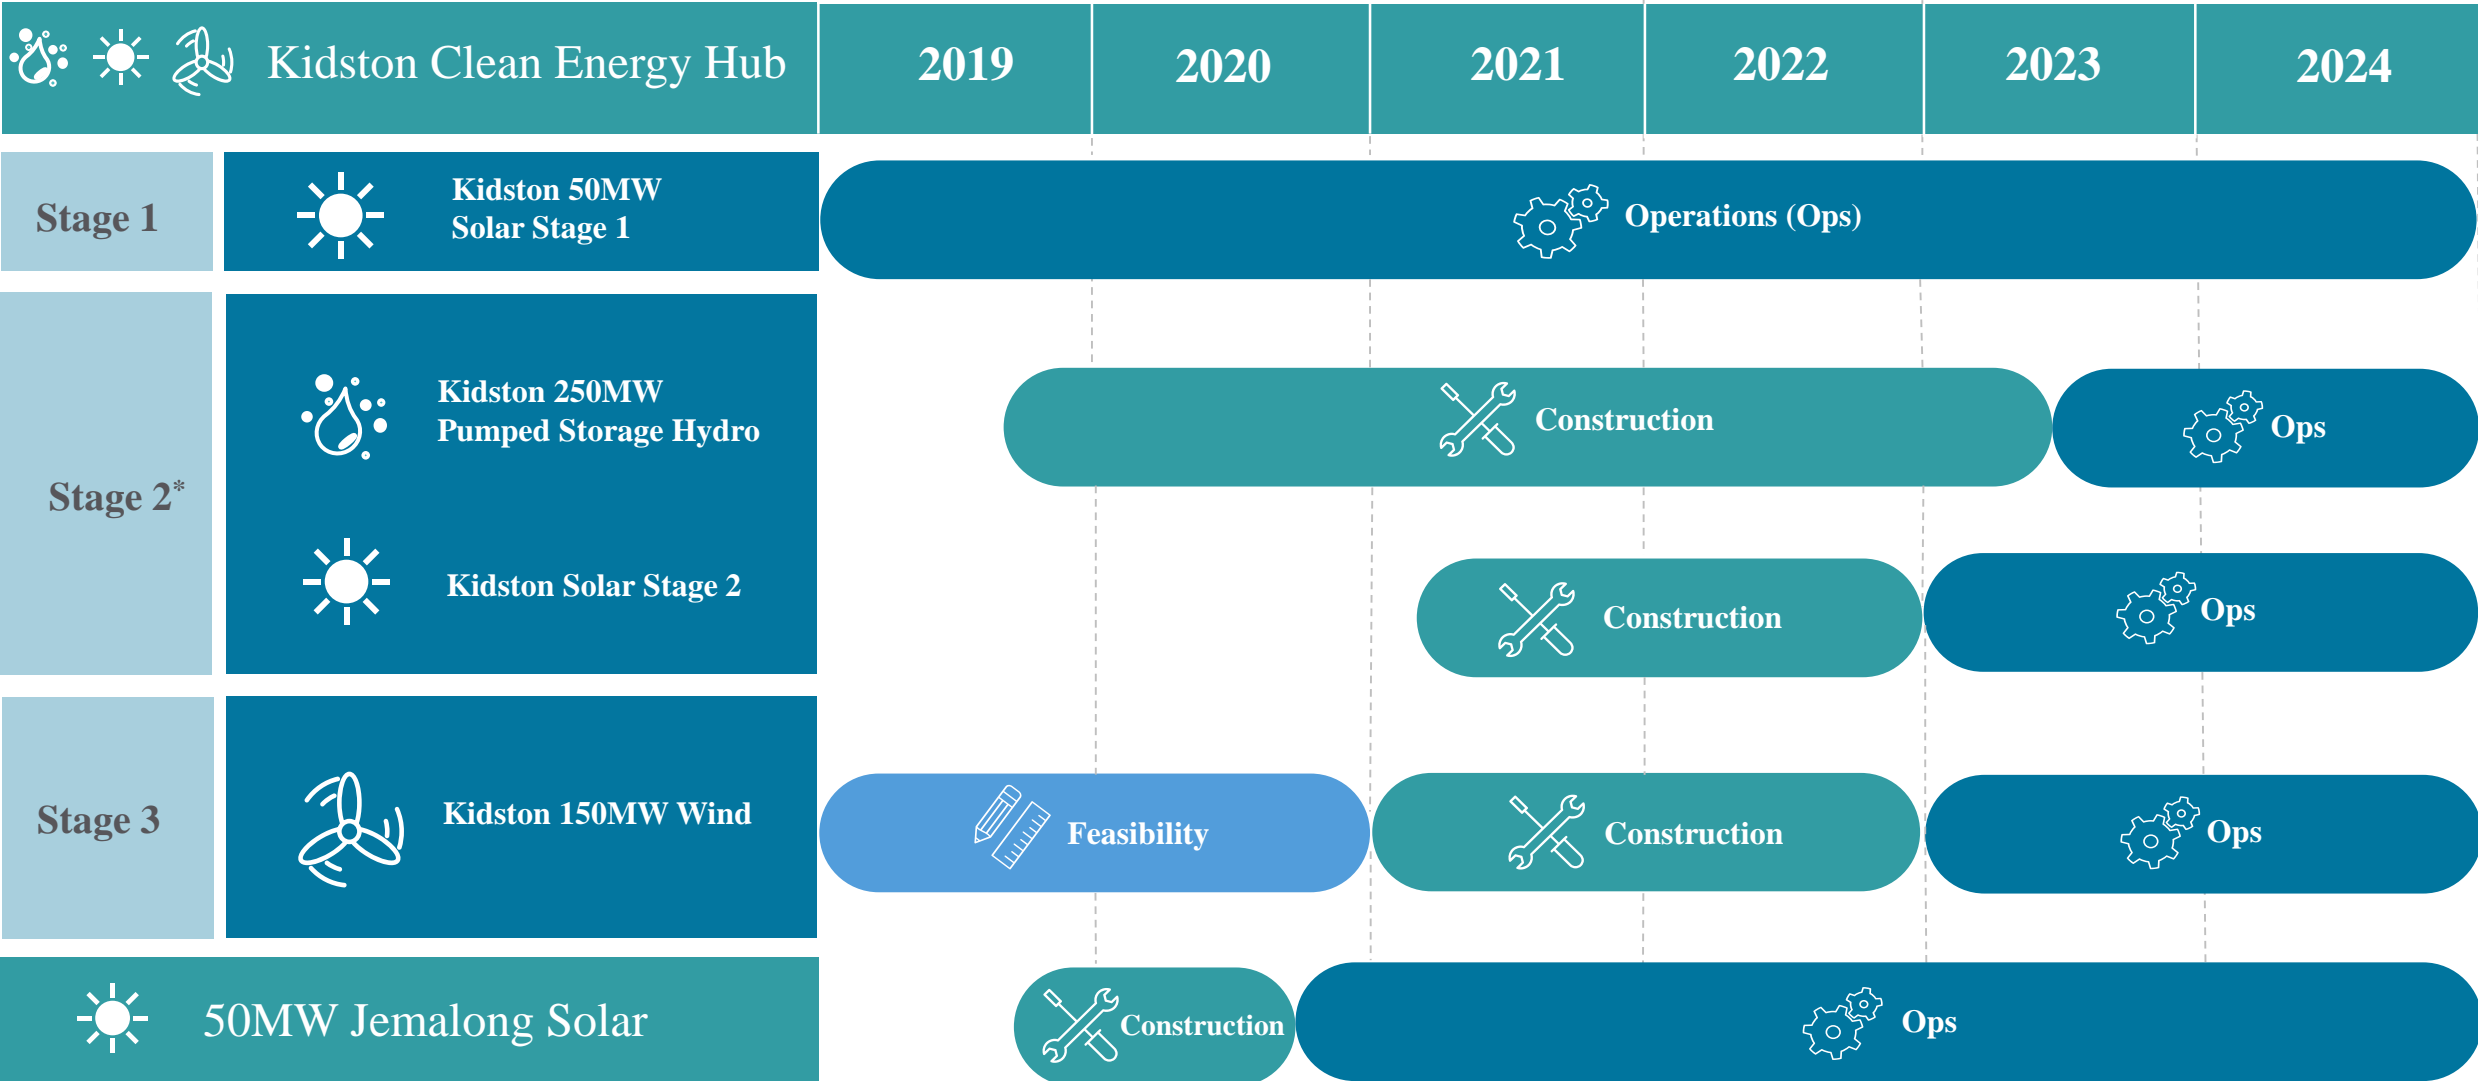 Kidston Clean Energy Hub
2019
2020
2021
2022
2023
2024
Stage 1
Kidston 50MW
Solar Stage 1
Operations (Ops)
Stage 2*
Kidston 250MW
Pumped Storage Hydro
Construction
Ops
Kidston Solar Stage 2
Construction
Ops
Stage 3
Kidston 150MW Wind
Feasibility
Construction
Ops
50MW Jemalong Solar
Construction
Ops